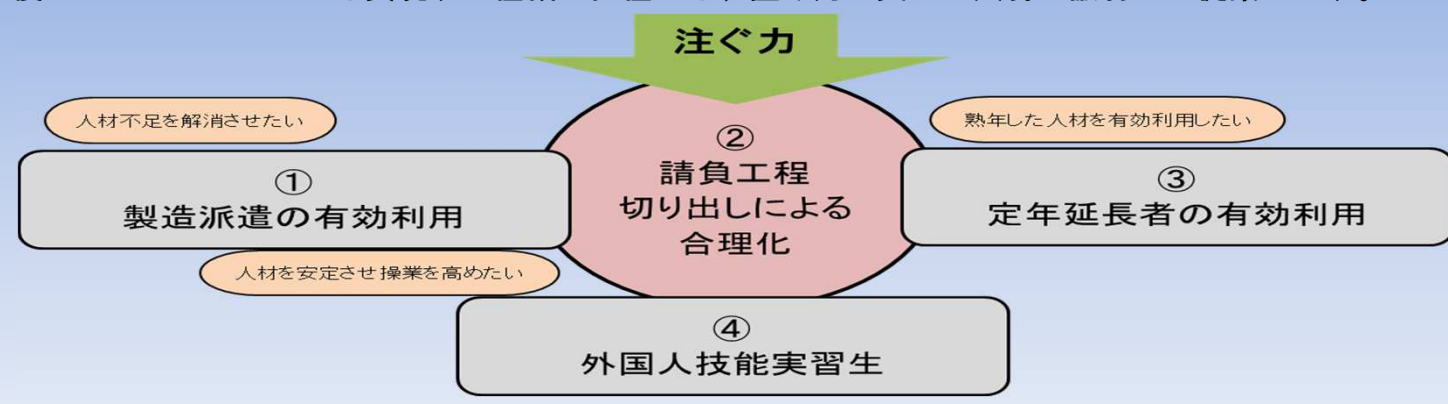 注ぐ力
人材不足を解消させたい
熟年した人材を有効利用したい
①
製造派遣の有効利用
②
請負工程
切り出しによる
合理化
③
定年延長者の有効利用
人材を安定させ操業を高めたい
④
外国人技能実習生